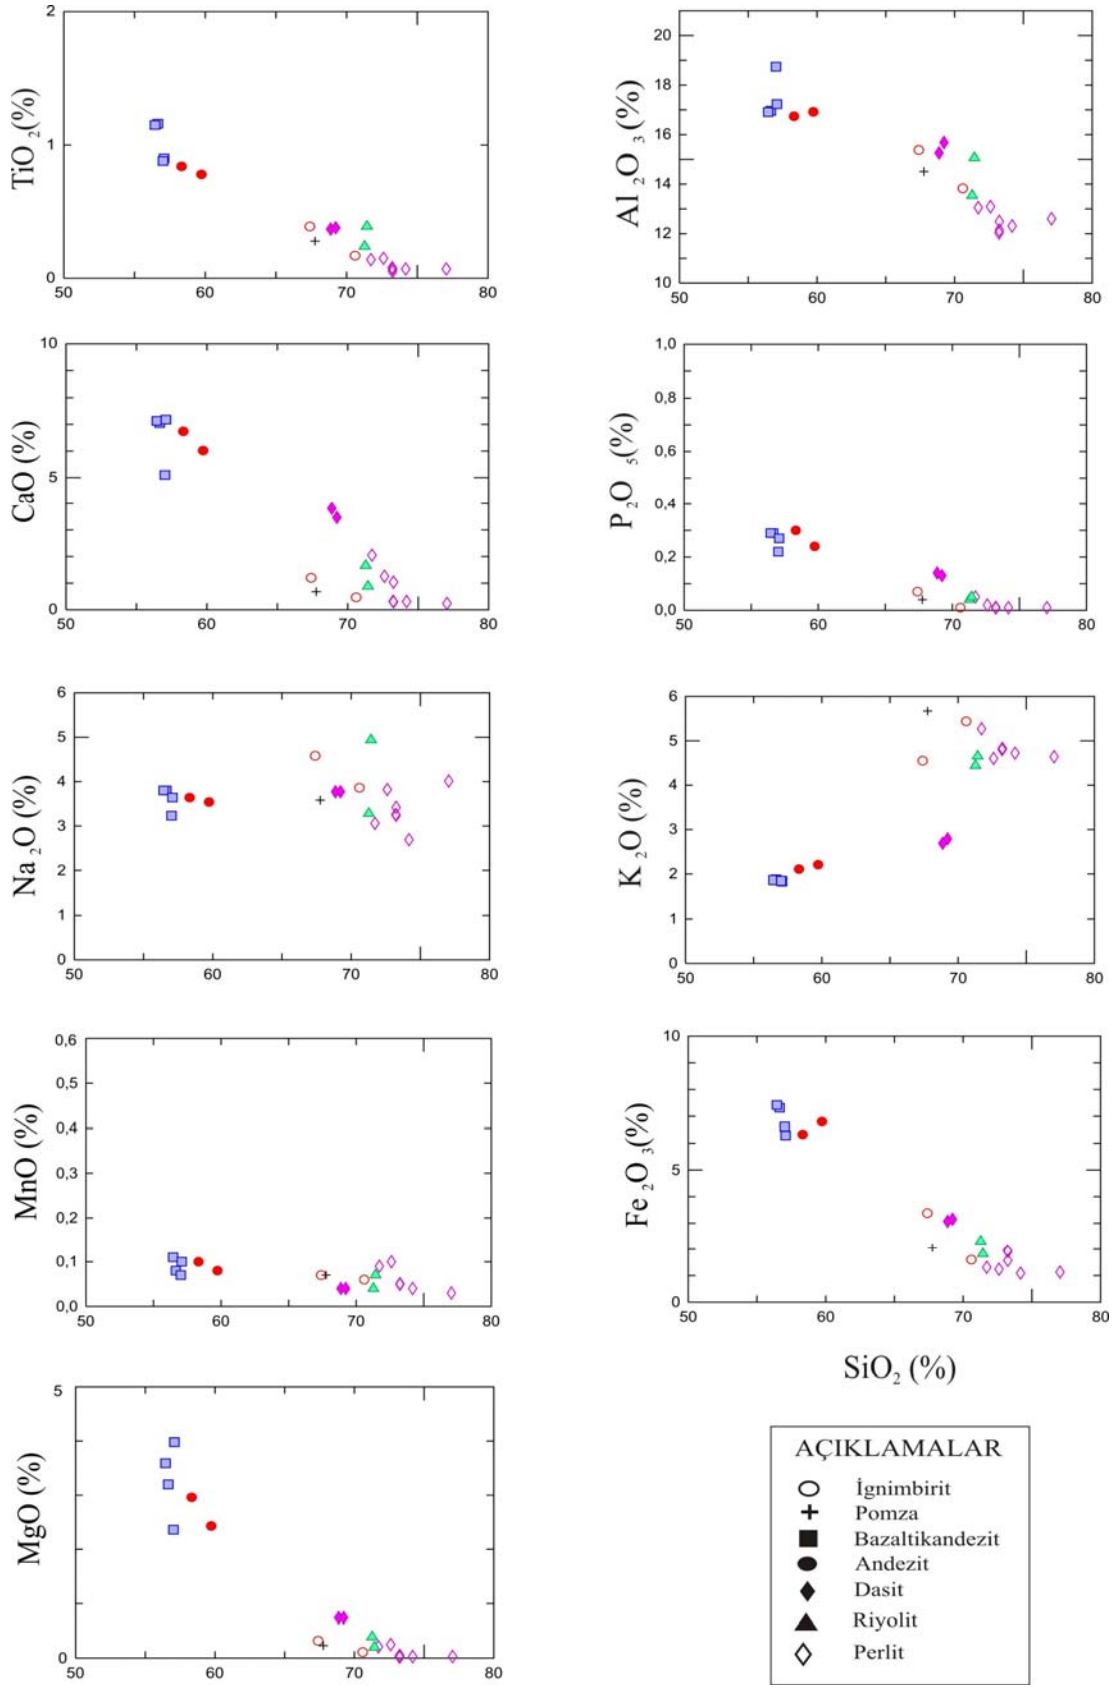 TiO2(%)
2
1
0
50 60 70 80
Al2O3(%)
20
18
16
14
12
10
50 60 70 80
CaO (%)
10
5
0
50 60 70 80
P2O5(%)
1,0
0,8
0,6
0,4
0,2
0,0
50 60 70 80
Na2O (%)
6
5
4
3
2
1
0
50 60 70 80
K2O (%)
6
5
4
3
2
1
0
50 60 70 80
MnO (%)
0,6
0,5
0,4
0,3
0,2
0,1
0,0
50 60 70 80
Fe2O3(%)
10
5
0
50 60 70 80
SiO2 (%)
MgO (%)
5
0
50 60 70 80
AÇIKLAMALAR
İgnimbirit
Pomza
Bazaltikandezit
Andezit
Dasit
Riyolit
Perlit